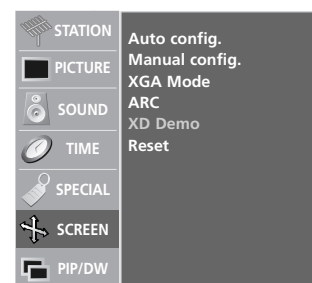 STATION
PICTURE
SOUND
TIME
SPECIAL
SCREEN
PIP/DW
Auto config.
Manual config.
XGA Mode
ARC
XD Demo
Reset